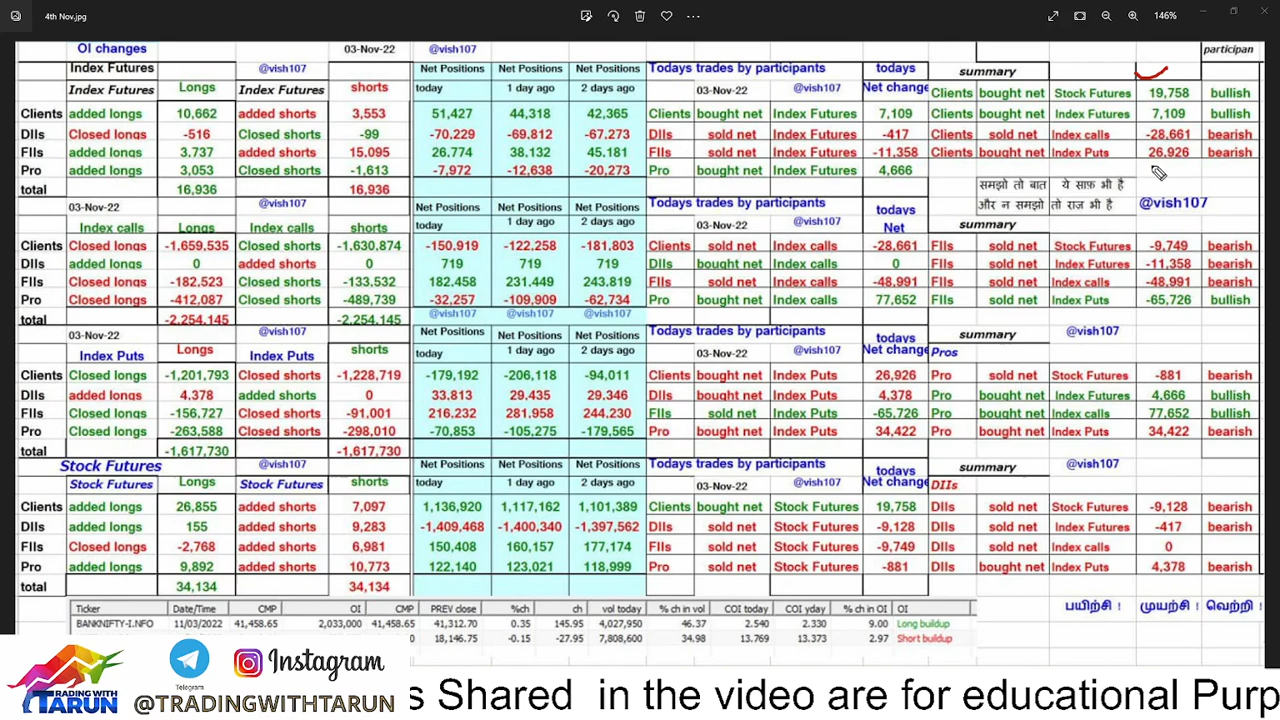 4th Nov.jpg 146%
OI changes 03-Nov-22 @vish107 participan
Index Futures @vish107 Net Positions Net Positions Net Positions Todays trades by participants todays summary
Index Futures Longs Index Futures shorts today 1 day ago 2 days ago 03-Nov-22 @vish107 Net change Clients bought net Stock Futures 19,758 bullish
Clients added longs 10,662 added shorts 3,553 51,427 44,318 42,365 Clients bought net Index Futures 7,109 Clients bought net Index Futures 7,109 bullish
DIIs Closed longs -516 Closed shorts -99 -70,229 -69.812 -67.273 DIIs sold net Index Futures -417 Clients sold net Index calls -28,661 bearish
FIIs added longs 3,737 added shorts 15,095 26.774 38.132 45.181 FIIs sold net Index Futures -11,358 Clients bought net Index Puts 26,926 bearish
Pro added longs 3,053 Closed shorts -1,613 -7,972 -12,638 -20,273 Pro bought net Index Futures 4,666
total 16,936 16,936 समझो तो बात ये साफ़ भी है
03-Nov-22 @vish107 Net Positions Net Positions Net Positions Todays trades by participants todays और न समझो तो राज भी है @vish107
Index calls Longs Index calls shorts today 1 day ago 2 days ago 03-Nov-22 @vish107 Net summary
Clients Closed longs -1,659,535 Closed shorts -1,630.874 -150.919 -122,258 -181,803 Clients sold net Index calls -28,661 FIIs sold net Stock Futures -9,749 bearish
DIIs added longs 0 added shorts 0 719 719 719 DIIs bought net Index calls 0 FIIs sold net Index Futures -11,358 bearish
FIIs Closed longs -182,523 Closed shorts -133,532 182.458 231.449 243.819 FIIs sold net Index calls -48,991 FIIs sold net Index calls -48,991 bearish
Pro Closed longs -412,087 Closed shorts -489,739 -32,257 -109,909 -62,734 Pro bought net Index calls 77,652 FIIs sold net Index Puts -65,726 bullish
total -2,254.145 -2,254.145 @vish107 @vish107 @vish107
03-Nov-22 @vish107 Net Positions Net Positions Net Positions Todays trades by participants todays summary @vish107
Index Puts Longs Index Puts shorts today 1 day ago 2 days ago 03-Nov-22 @vish107 Net change Pros
Clients Closed longs -1,201,793 Closed shorts -1,228,719 -179,192 -206,118 -94,011 Clients bought net Index Puts 26,926 Pro sold net Stock Futures -881 bearish
DIIs added longs 4,378 added shorts 0 33,813 29.435 29.346 DIIs bought net Index Puts 4,378 Pro bought net Index Futures 4,666 bullish
FIIs Closed longs -156,727 Closed shorts -91,001 216.232 281.958 244.230 FIIs sold net Index Puts -65,726 Pro bought net Index calls 77,652 bullish
Pro Closed longs -263,588 Closed shorts -298,010 -70,853 -105,275 -179,565 Pro bought net Index Puts 34,422 Pro bought net Index Puts 34,422 bearish
total -1,617,730 -1,617,730
Stock Futures @vish107 Net Positions Net Positions Net Positions Todays trades by participants todays summary @vish107
Stock Futures Longs Stock Futures shorts today 1 day ago 2 days ago 03-Nov-22 @vish107 Net change DIIs
Clients added longs 26,855 added shorts 7,097 1,136,920 1,117,162 1,101,389 Clients bought net Stock Futures 19,758 DIIs sold net Stock Futures -9,128 bearish
DIIs added longs 155 added shorts 9,283 -1,409,468 -1,400,340 -1,397,562 DIIs sold net Stock Futures -9,128 DIIs sold net Index Futures -417 bearish
FIIs Closed longs -2,768 added shorts 6,981 150,408 160,157 177,174 FIIs sold net Stock Futures -9,749 DIIs sold net Index calls 0 bearish
Pro added longs 9,892 added shorts 10,773 122,140 123,021 118,999 Pro sold net Stock Futures -881 DIIs bought net Index Puts 4,378 bearish
total 34,134 34,134
Ticker Date/Time CMP OI CMP PREV close %ch ch vol today % ch in vol COI today COI yday % ch in OI OI பயிற்சி ! முயற்சி ! வெற்றி !
BANKNIFTY-I.NFO 11/03/2022 41,458.65 2,033,000 41,458.65 41,312.70 0.35 145.95 4,027,950 46.37 2.540 2.330 9.00 Long buildup
18,146.75 -0.15 -27.95 7,808,600 34.98 13.769 13.373 2.97 Short buildup
Telegram Instagram
TRADING WITH TARUN @TRADINGWITHTARUN s Shared in the video are for educational Purp